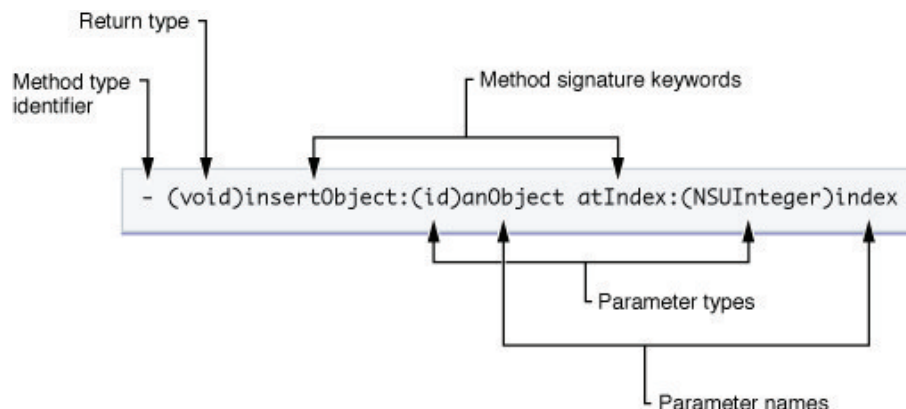 Return type
Method type
identifier
Method signature keywords
- (void)insertObject:(id)anObject atIndex:(NSUInteger)index
Parameter types
Parameter names